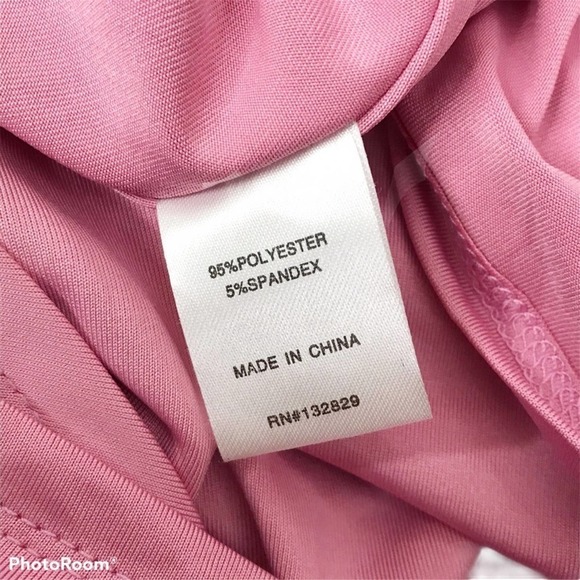 95%POLYESTER
5%SPANDEX
MADE IN CHINA
RN#132829
PhotoRoom®